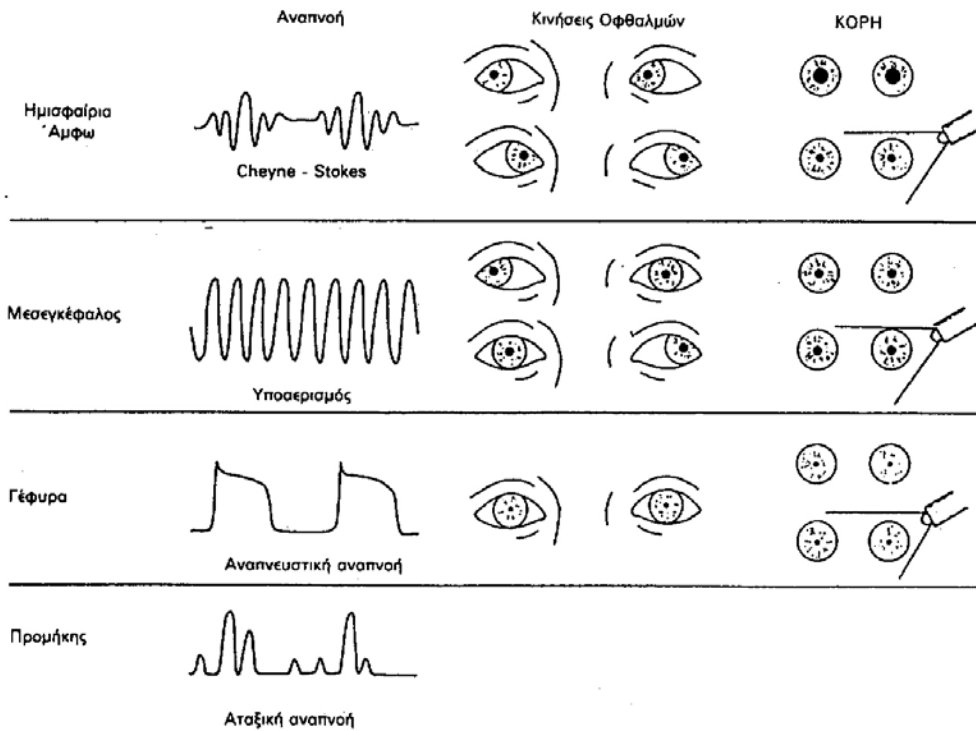 Αναπνοή
Κινήσεις Οφθαλμών
ΚΟΡΗ
Ημισφαίρια
Άμφω
Cheyne - Stokes
Μεσεγκέφαλος
Υποαερισμός
Γέφυρα
Αναπνευστική αναπνοή
Προμήκης
Αταξική αναπνοή